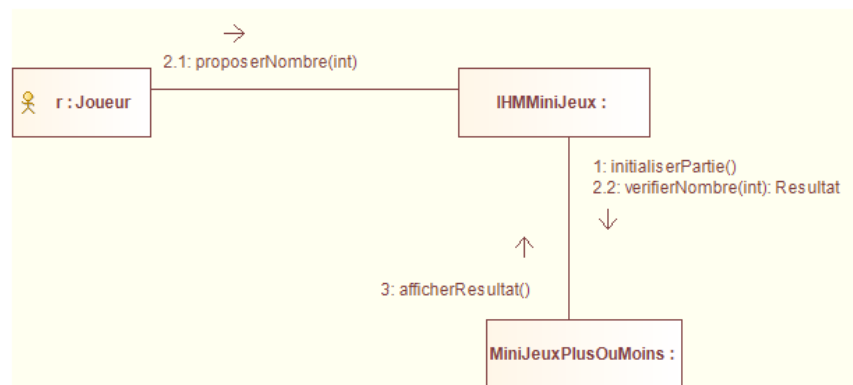 2.1: proposerNombre(int)
r : Joueur
IHMMiniJeux :
1: initialiserPartie()
2.2: verifierNombre(int): Resultat
3: afficherResultat()
MiniJeuxPlusOuMoins :